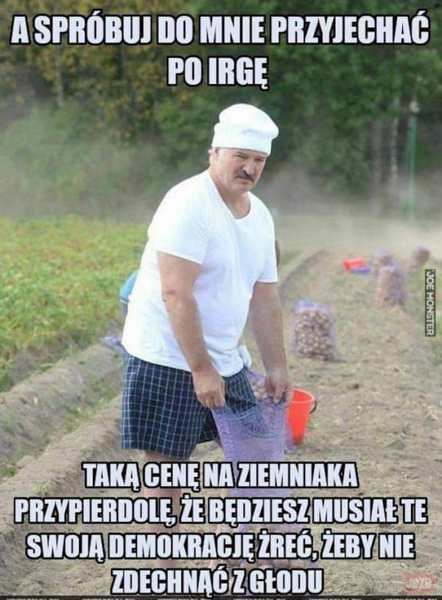 A SPRÓBUJ DO MNIE PRZYJECHAĆ
PO IRGĘ
JOE MONSTER
TAKĄ CENĘ NA ZIEMNIAKA
PRZYPIERDOLĘ, ŻE BĘDZIESZ MUSIAŁ TE
SWOJĄ DEMOKRACJĘ ŻREĆ, ŻEBY NIE
ZDECHNĄĆ Z GŁODU